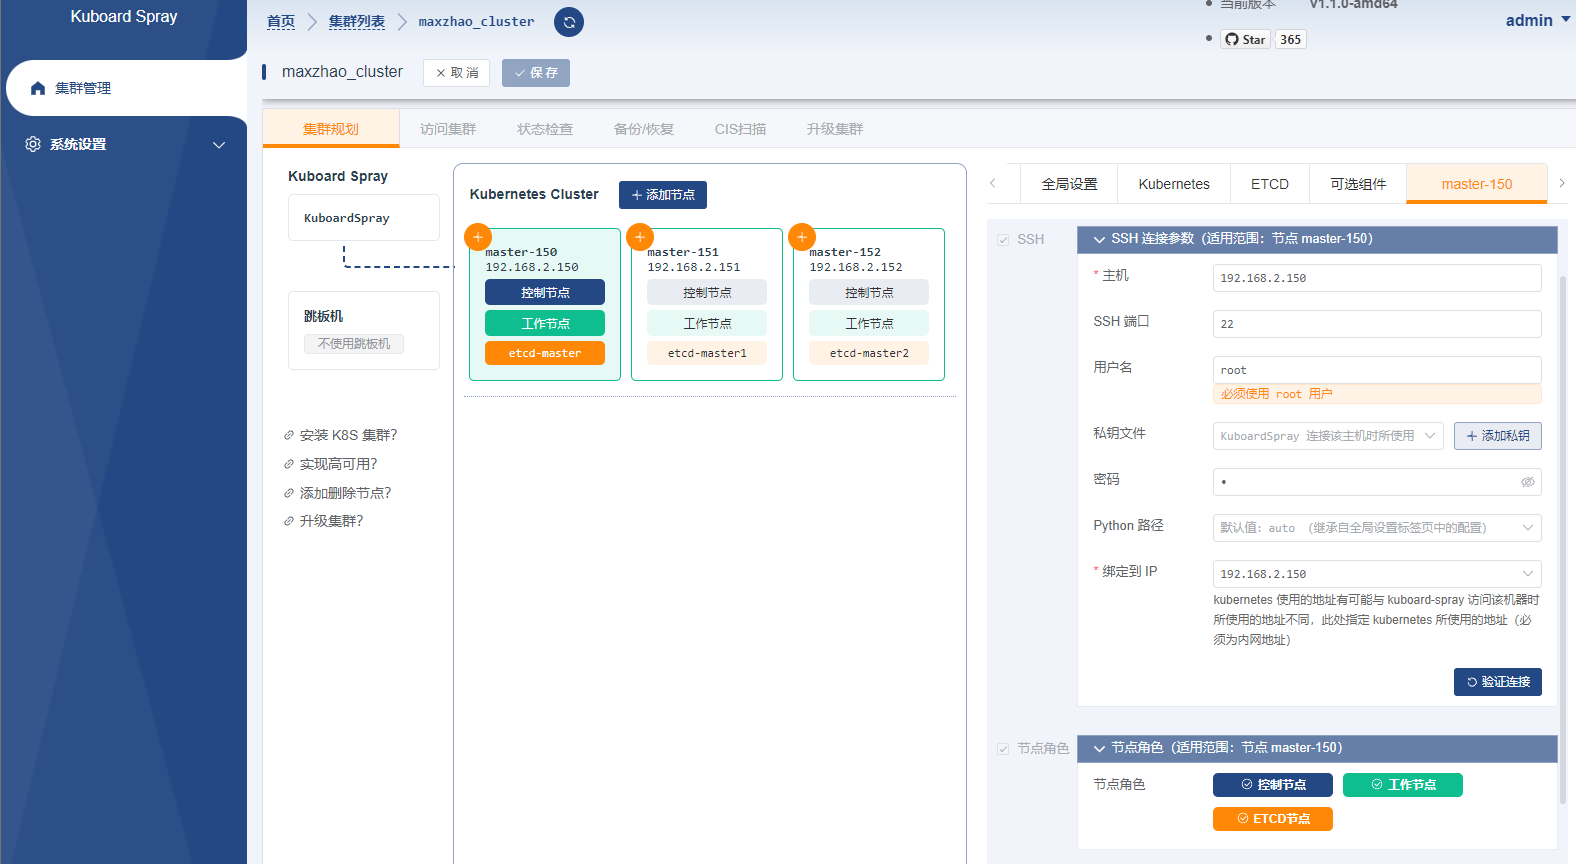 Kuboard Spray
集群管理
系统设置
首页
集群列表
maxzhao_cluster
当前版本 v1.1.0-amd64
Star 365
admin
maxzhao_cluster
取 消
保 存
集群规划
访问集群
状态检查
备份/恢复
CIS扫描
升级集群
Kuboard Spray
KuboardSpray
跳板机
不使用跳板机
安装 K8S 集群?
实现高可用?
添加删除节点?
升级集群?
Kubernetes Cluster
添加节点
master-150
192.168.2.150
控制节点
工作节点
etcd-master
master-151
192.168.2.151
控制节点
工作节点
etcd-master1
master-152
192.168.2.152
控制节点
工作节点
etcd-master2
全局设置
Kubernetes
ETCD
可选组件
master-150
SSH
SSH 连接参数（适用范围：节点 master-150）
* 主机
192.168.2.150
SSH 端口
22
用户名
root
必须使用 root 用户
私钥文件
KuboardSpray 连接该主机时所使用
添加私钥
密码
Python 路径
默认值: auto （继承自全局设置标签页中的配置）
* 绑定到 IP
192.168.2.150
kubernetes 使用的地址有可能与 kuboard-spray 访问该机器时
所使用的地址不同，此处指定 kubernetes 所使用的地址（必
须为内网地址）
验证连接
节点角色
节点角色（适用范围：节点 master-150）
节点角色
控制节点
工作节点
ETCD节点